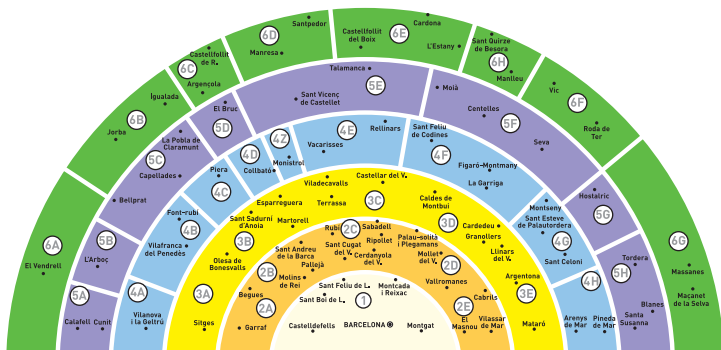 Cardona
Santpedor
6D
6E
Castellfollit
del Boix
L'Estany
Sant Quirze
de Besora
6H
Manlleu
Manresa
Castellfollit
de R.
6C
Argençola
Igualada
6B
Jorba
Vic
6F
Roda de
Ter
Talamanca
5E
Sant Vicenç
de Castellet
Moià
Centelles
5F
Seva
El Bruc
5D
La Pobla de
Claramunt
5C
Capellades
Bellprat
Hostalric
5G
4Z
4E
Rellinars
Vacarisses
Sant Feliu
de Codines
4F
Figaró-Montmany
La Garriga
4D
Monistrol
Collbató
Piera
4C
Font-rubí
4B
Vilafranca
del Penedès
Montseny
Sant Esteve
de Palautordera
4G
Sant Celoni
Castellar del V.
Viladecavalls
3C
Terrassa
Esparreguera
Caldes de
Montbui
3D
Cardedeu
Granollers
Llinars
del V.
Sant Sadurní
d'Anoia
Martorell
3B
Olesa de
Bonesvalls
Sabadell
2C
Rubí
Ripollet
Sant Cugat
del V.
Cerdanyola
del V.
Palau-solità
i Plegamans
Mollet
del V.
2D
Vallromanes
Sant Andreu
de la Barca
Pallejà
2B
Molins
de Rei
6A
El Vendrell
5B
L'Arboç
5A
Calafell
Cunit
4A
Vilanova
i la Geltrú
3A
Sitges
Begues
2A
Garraf
Sant Feliu de L.
Montcada
i Reixac
Sant Boi de L.
1
Castelldefells
BARCELONA
Montgat
Cabrils
2E
El
Masnou
Vilassar
de Mar
Argentona
3E
Mataró
4H
Arenys
de Mar
Pineda
de Mar
Tordera
5H
Blanes
Santa
Susanna
6G
Massanes
Maçanet
de la Selva